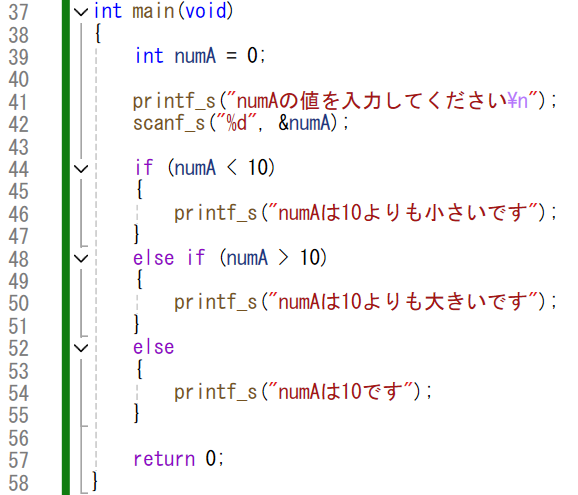 37 int main(void)
38 {
39 int numA = 0;
40
41 printf_s("numAの値を入力してください¥n");
42 scanf_s("%d", &numA);
43
44 if (numA < 10)
45 {
46 printf_s("numAは10よりも小さいです");
47 }
48 else if (numA > 10)
49 {
50 printf_s("numAは10よりも大きいです");
51 }
52 else
53 {
54 printf_s("numAは10です");
55 }
56
57 return 0;
58 }